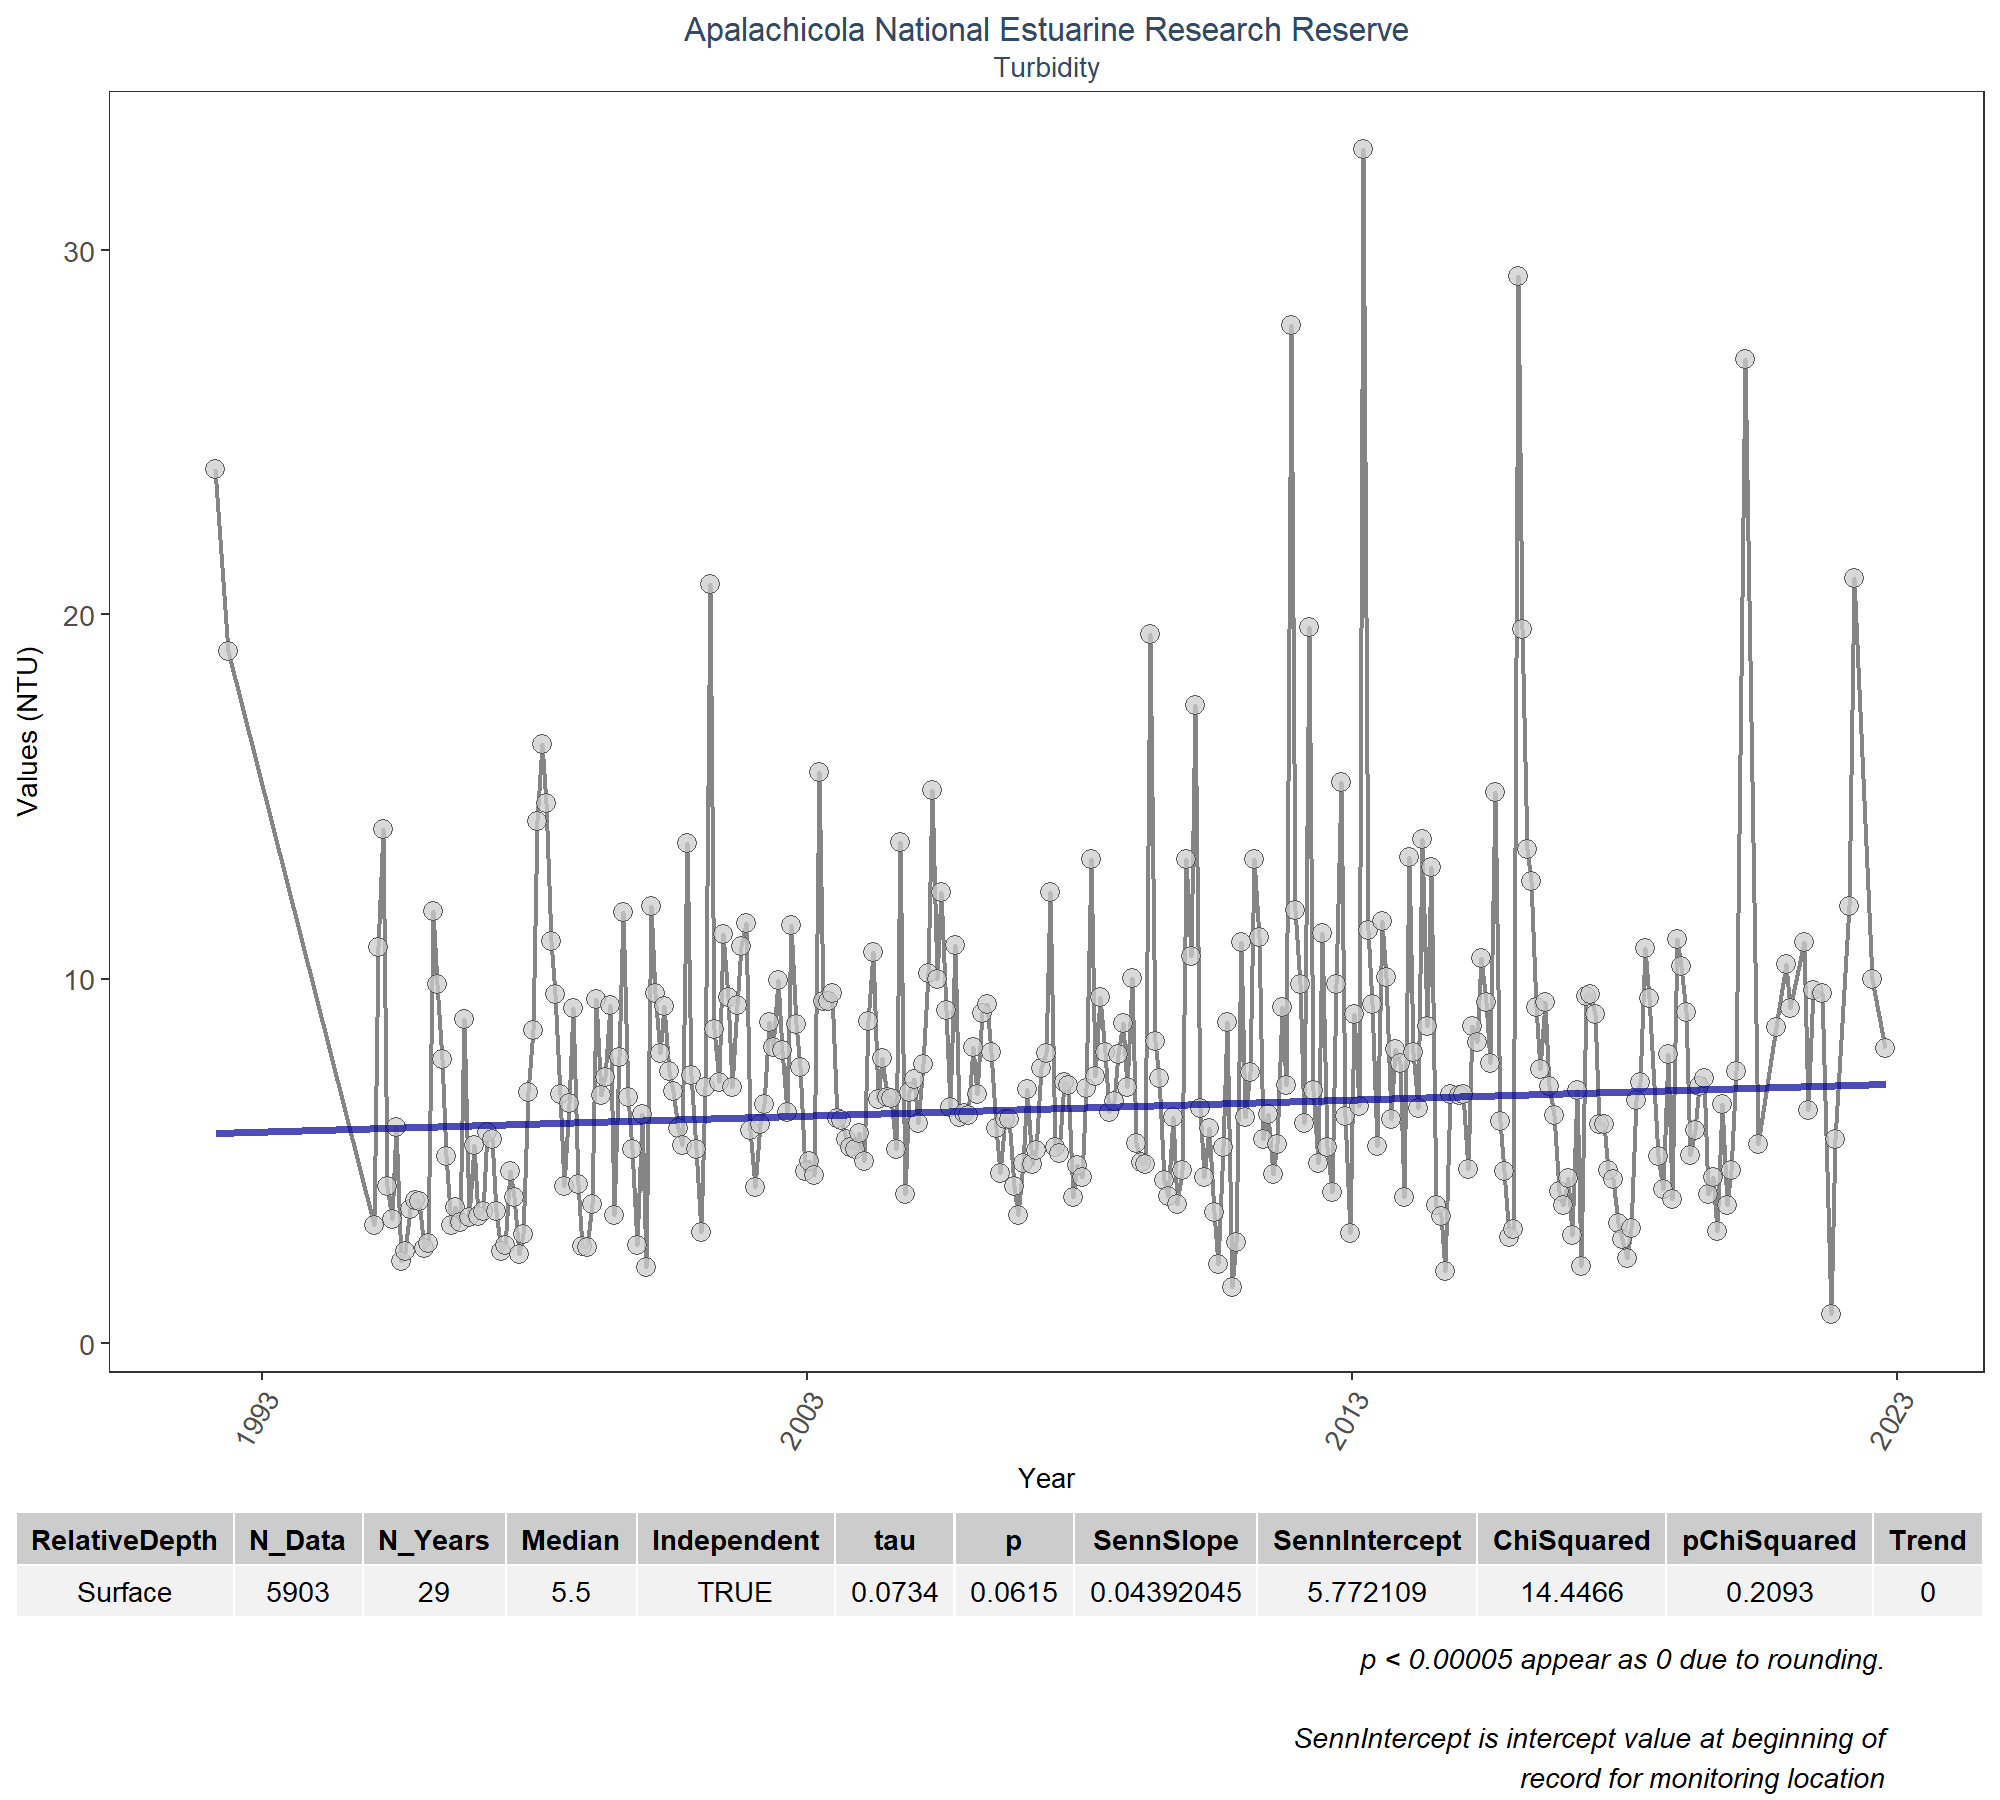 Apalachicola National Estuarine Research Reserve
Turbidity
Values (NTU)
30
20
10
0
1993 2003 2013 2023
Year
RelativeDepth N_Data N_Years Median Independent tau p SennSlope SennIntercept ChiSquared pChiSquared Trend
Surface 5903 29 5.5 TRUE 0.0734 0.0615 0.04392045 5.772109 14.4466 0.2093 0
p < 0.00005 appear as 0 due to rounding.
SennIntercept is intercept value at beginning of
record for monitoring location